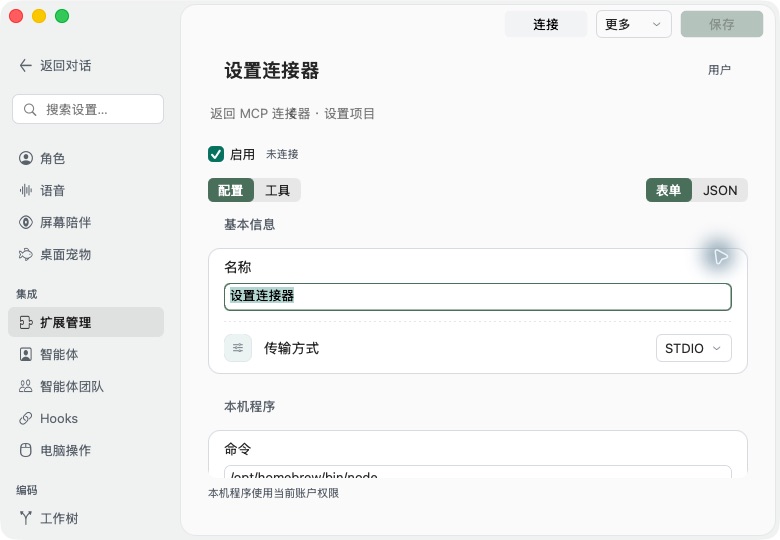 连接
更多
保存
返回对话
设置连接器
用户
搜索设置...
返回 MCP 连接器 · 设置项目
角色
启用
未连接
语音
配置
工具
表单
JSON
屏幕陪伴
基本信息
桌面宠物
名称
集成
设置连接器
扩展管理
传输方式
STDIO
智能体
智能体团队
本机程序
Hooks
命令
电脑操作
/opt/homebrew/bin/node
编码
本机程序使用当前账户权限
工作树